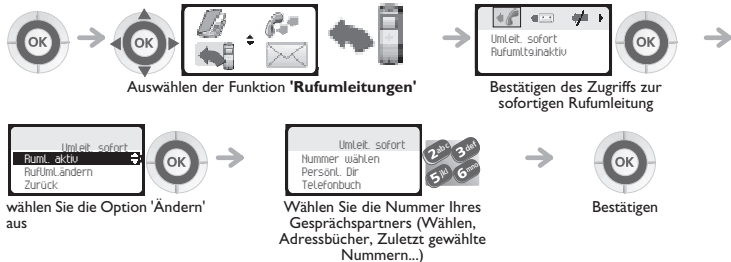 OK
OK
Auswählen der Funktion 'Rufumleitungen'
Umleit. sofort
Rufumltg.inaktiv
OK
Bestätigen des Zugriffs zur
sofortigen Rufumleitung
Umleit. sofort
Ruml. aktiv
RufUml.ändern
Zurück
OK
wählen Sie die Option 'Ändern'
aus
Umleit. sofort
Nummer wählen
Persönl. Dir
Telefonbuch
2abc 3def
5jkl 6mno
Wählen Sie die Nummer Ihres
Gesprächspartners (Wählen,
Adressbücher, Zuletzt gewählte
Nummern...)
OK
Bestätigen